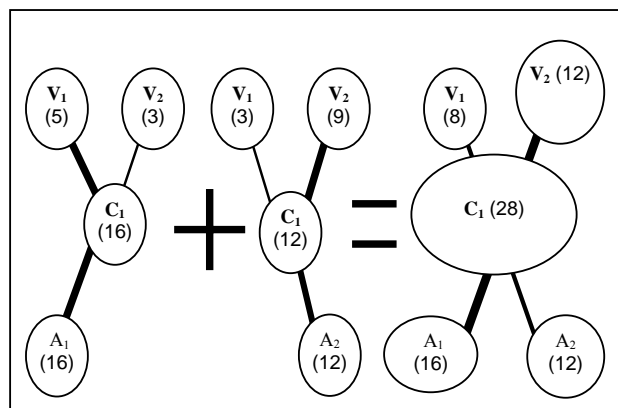 V₁
(5)
V₂
(3)
C₁
(16)
A₁
(16)
+
V₁
(3)
V₂
(9)
C₁
(12)
A₂
(12)
=
V₁
(8)
V₂ (12)
C₁ (28)
A₁
(16)
A₂
(12)